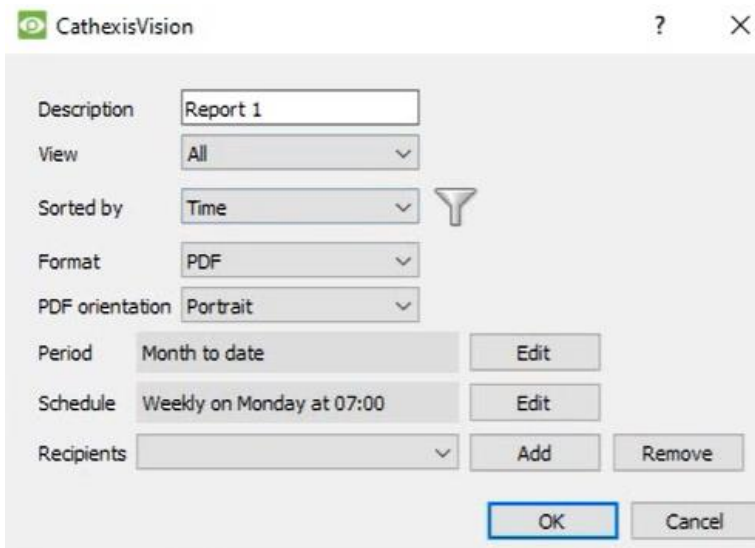 CathexisVision ?
Description Report 1
View All
Sorted by Time
Format PDF
PDF orientation Portrait
Period Month to date Edit
Schedule Weekly on Monday at 07:00 Edit
Recipients Add Remove
OK Cancel